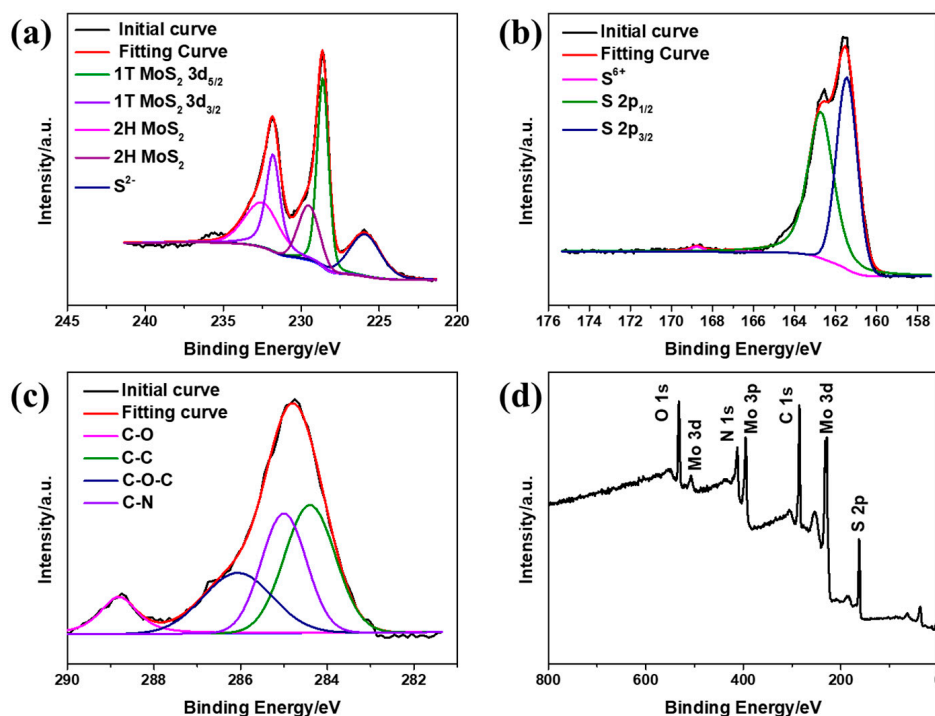 (a)
Initial curve
Fitting Curve
1T MoS₂ 3d₅/₂
1T MoS₂ 3d₃/₂
2H MoS₂
2H MoS₂
S²⁻
Intensity/a.u.
245 240 235 230 225 220
Binding Energy/eV
(b)
Initial curve
Fitting Curve
S⁶⁺
S 2p₁/₂
S 2p₃/₂
Intensity/a.u.
176 174 172 170 168 166 164 162 160 158
Binding Energy/eV
(c)
Initial curve
Fitting curve
C-O
C-C
C-O-C
C-N
Intensity/a.u.
290 288 286 284 282
Binding Energy/eV
(d)
O 1s
Mo 3d
N 1s
Mo 3p
C 1s
Mo 3d
S 2p
Intensity/a.u.
800 600 400 200
Binding Energy/eV